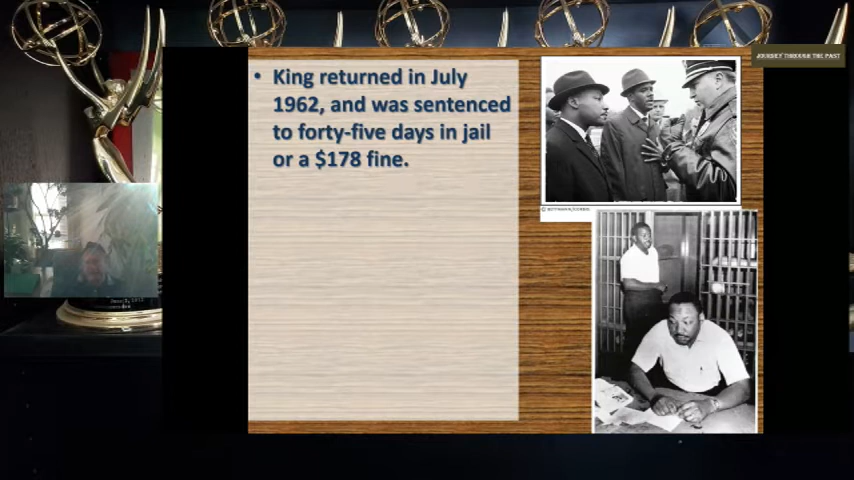 JOURNEY THROUGH THE PAST
• King returned in July
1962, and was sentenced
to forty-five days in jail
or a $178 fine.